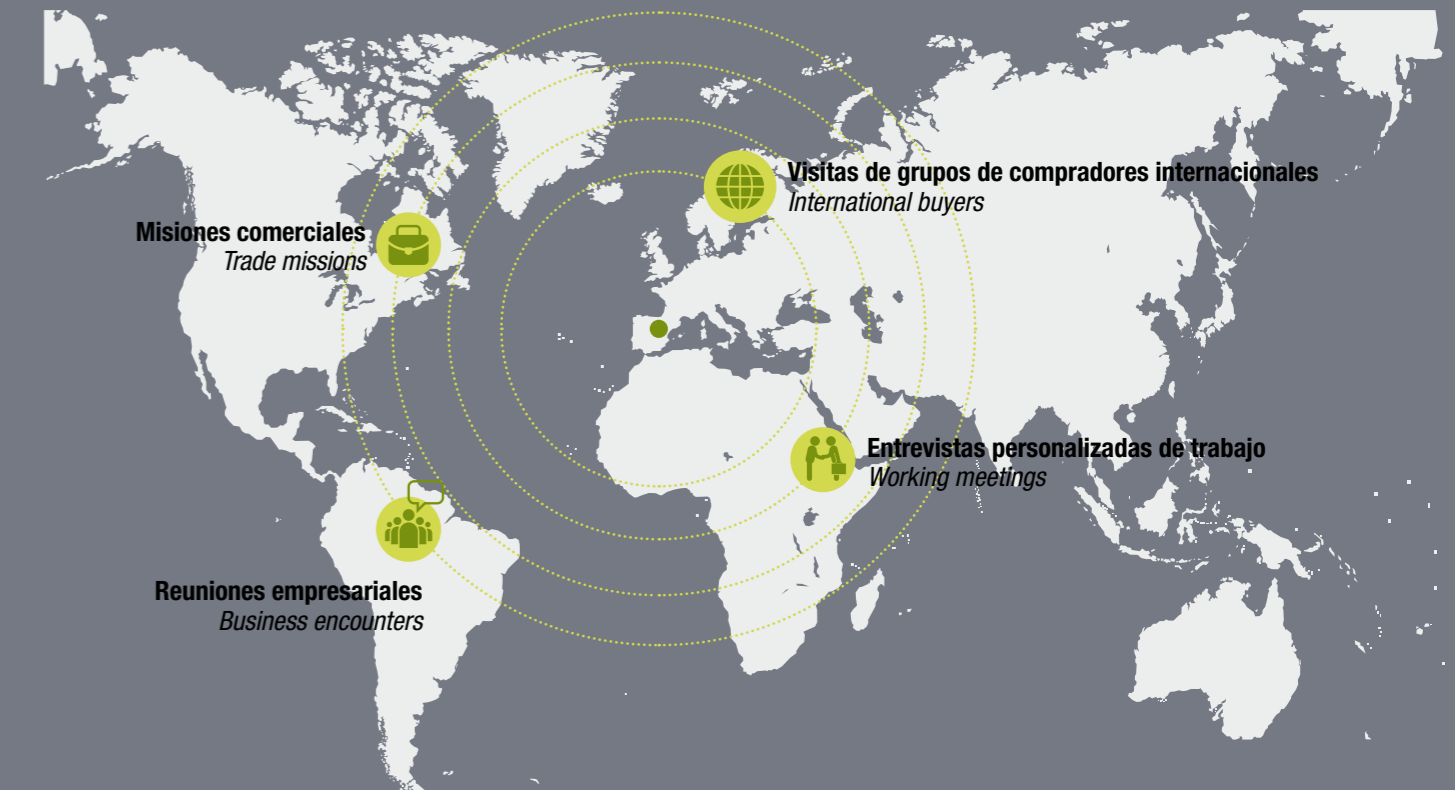 Visitas de grupos de compradores internacionales
International buyers
Misiones comerciales
Trade missions
Entrevistas personalizadas de trabajo
Working meetings
Reuniones empresariales
Business encounters